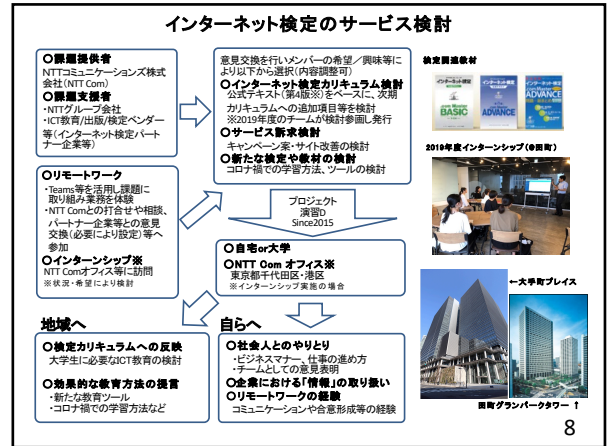 インターネット検定のサービス検討
○課題提供者
NTTコミュニケーションズ株式
会社(NTT Com)
○課題支援者
・NTTグループ会社
・ICT教育/出版/検定ベンダー
等(インターネット検定パート
ナー企業等)
意見交換を行いメンバーの希望/興味等に
より以下から選択(内容調整可)
○インターネット検定カリキュラム検討
公式テキスト(第4版※)をベースに、次期
カリキュラムへの追加項目等を検討
※2019年度のチームが検討参画し発行
○サービス訴求検討
キャンペーン案・サイト改善の検討
○新たな検定や教材の検討
コロナ禍での学習方法、ツールの検討
検定関連教材
BASIC
ADVANCE
ADVANCE
2019年度インターンシップ(@田町)
○リモートワーク
・Teams等を活用し課題に
取り組み業務を体験
・NTT Comとの打合せや相談、
パートナー企業等との意見
交換(必要により設定)等へ
参加
○インターンシップ※
NTT Comオフィス等に訪問
※状況・希望により検討
プロジェクト
演習D
Since2015
○自宅or大学
○NTT Com オフィス※
東京都千代田区・港区
※インターンシップ実施の場合
←大手町プレイス
田町グランパークタワー ↑
地域へ
○検定カリキュラムへの反映
大学生に必要なICT教育の検討
○効果的な教育方法の提言
・新たな教育ツール
・コロナ禍での学習方法など
自らへ
○社会人とのやりとり
・ビジネスマナー、仕事の進め方
・チームとしての意見表明
○企業における「情報」の取り扱い
○リモートワークの経験
コミュニケーションや合意形成等の経験
8